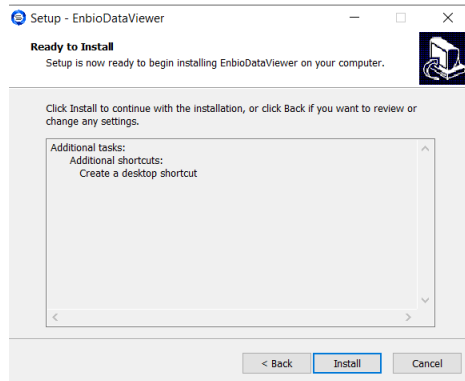 Setup - EnbioDataViewer
Ready to Install
Setup is now ready to begin installing EnbioDataViewer on your computer.
Click Install to continue with the installation, or click Back if you want to review or
change any settings.
Additional tasks:
Additional shortcuts:
Create a desktop shortcut
< Back
Install
Cancel